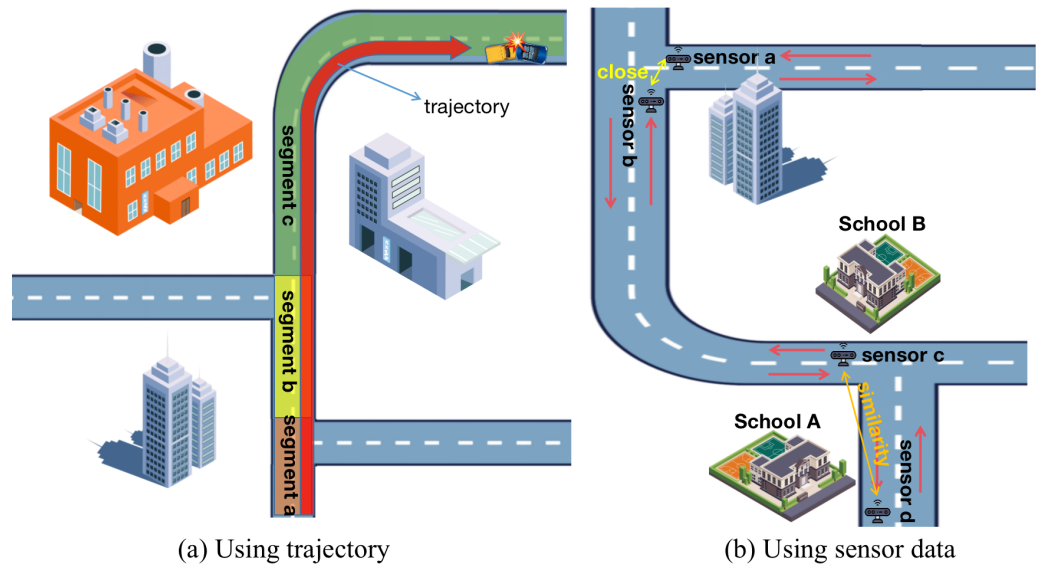 trajectory
segment c
segment b
segment a
(a) Using trajectory
sensor a
close
sensor b
School B
sensor c
similarity
School A
sensor d
(b) Using sensor data